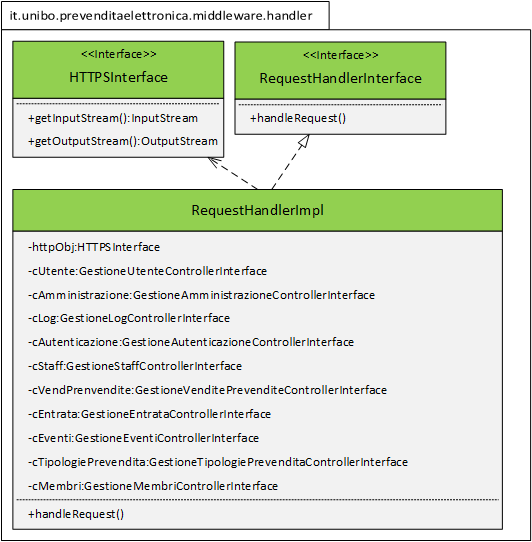 it.unibo.prevenditaelettronica.middleware.handler
<<Interface>>
HTTPSInterface
+getInputStream():InputStream
+getOutputStream():OutputStream
<<Interface>>
RequestHandlerInterface
+handleRequest()
RequestHandlerImpl
-httpObj:HTTPSInterface
-cUtente:GestioneUtenteControllerInterface
-cAmministrazione:GestioneAmministrazioneControllerInterface
-cLog:GestioneLogControllerInterface
-cAutenticazione:GestioneAutenticazioneControllerInterface
-cStaff:GestioneStaffControllerInterface
-cVendPrenvendite:GestioneVenditePrevenditeControllerInterface
-cEntrata:GestioneEntrataControllerInterface
-cEventi:GestioneEventiControllerInterface
-cTipologiePrevendita:GestioneTipologiePrevenditaControllerInterface
-cMembri:GestioneMembriControllerInterface
+handleRequest()